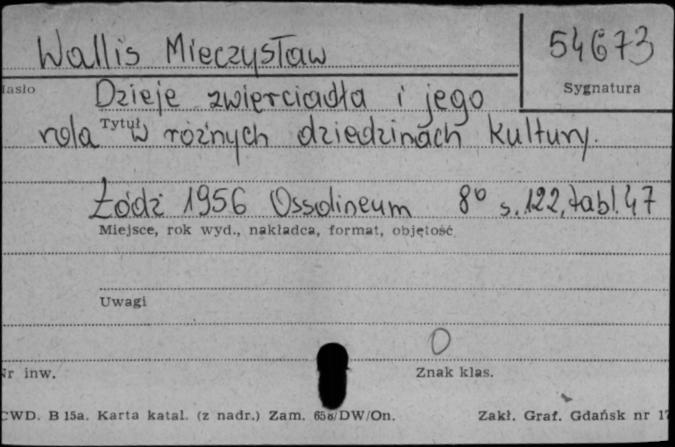 Wallis Mieczysław 54673
Hasło Sygnatura
Dzieje zwierciadła i jego
Tytuł
rola w różnych dziedzinach kultury.
Łódź 1956 Ossolineum 8° s. 122, tabl. 47
Miejsce, rok wyd., nakładca, format, objętość
Uwagi
0
Nr inw. Znak klas.
CWD. B 15a. Karta katal. (z nadr.) Zam. 658/DW/On. Zakł. Graf. Gdańsk nr 1